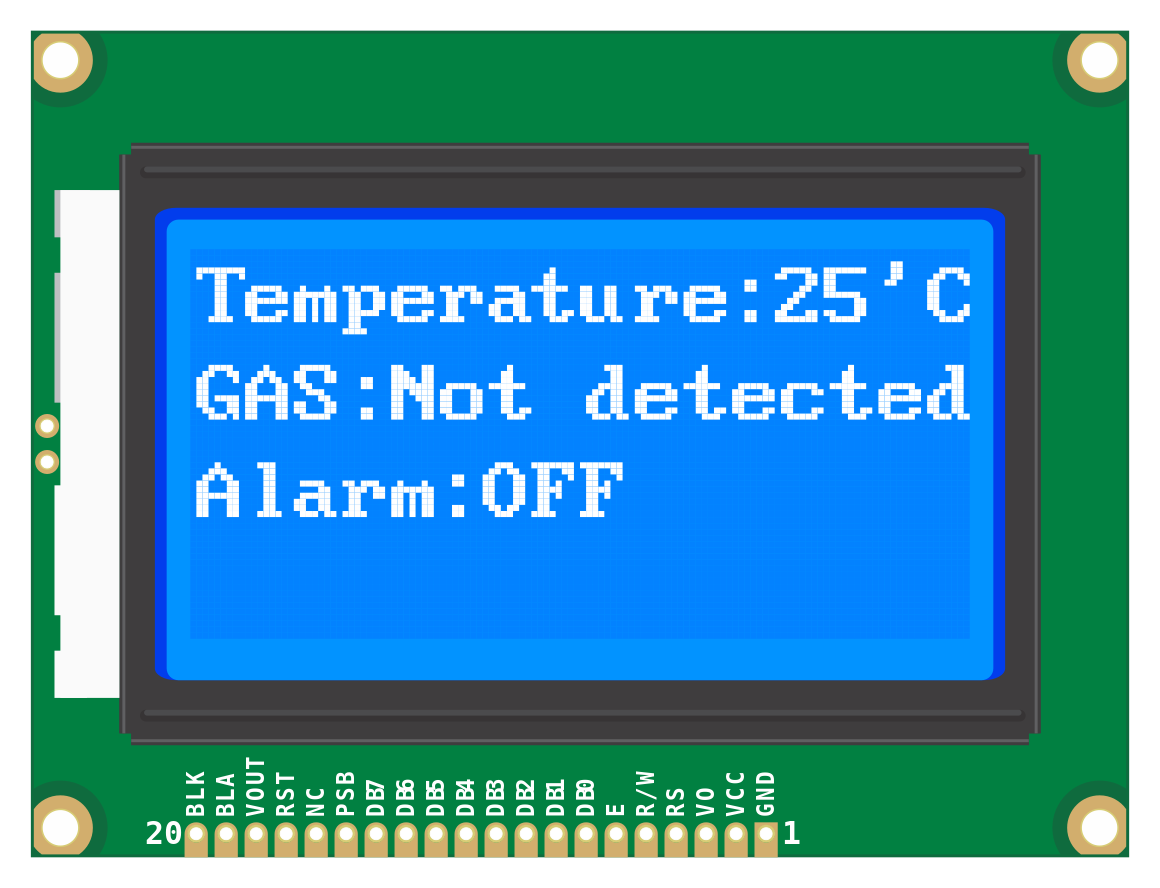 Temperature:25'C
GAS:Not detected
Alarm:OFF
20 BLK BLA VOUT RST NC PSB DB7 DB6 DB5 DB4 DB3 DB2 DB1 DB0 E R/W RS VO VCC GND 1